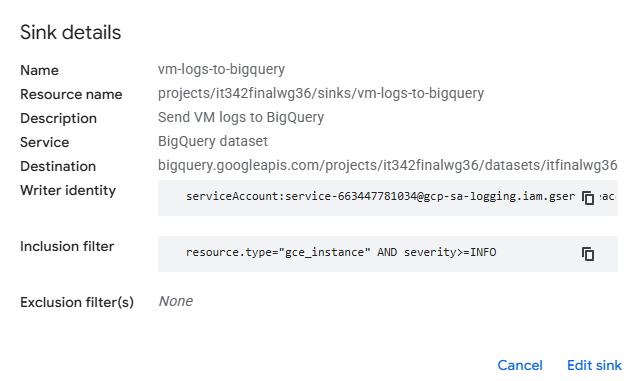 Sink details
Name vm-logs-to-bigquery
Resource name projects/it342finalwg36/sinks/vm-logs-to-bigquery
Description Send VM logs to BigQuery
Service BigQuery dataset
Destination bigquery.googleapis.com/projects/it342finalwg36/datasets/itfinalwg36
Writer identity serviceAccount:service-663447781034@gcp-sa-logging.iam.gser ac
Inclusion filter resource.type="gce_instance" AND severity>=INFO
Exclusion filter(s) None
Cancel Edit sink